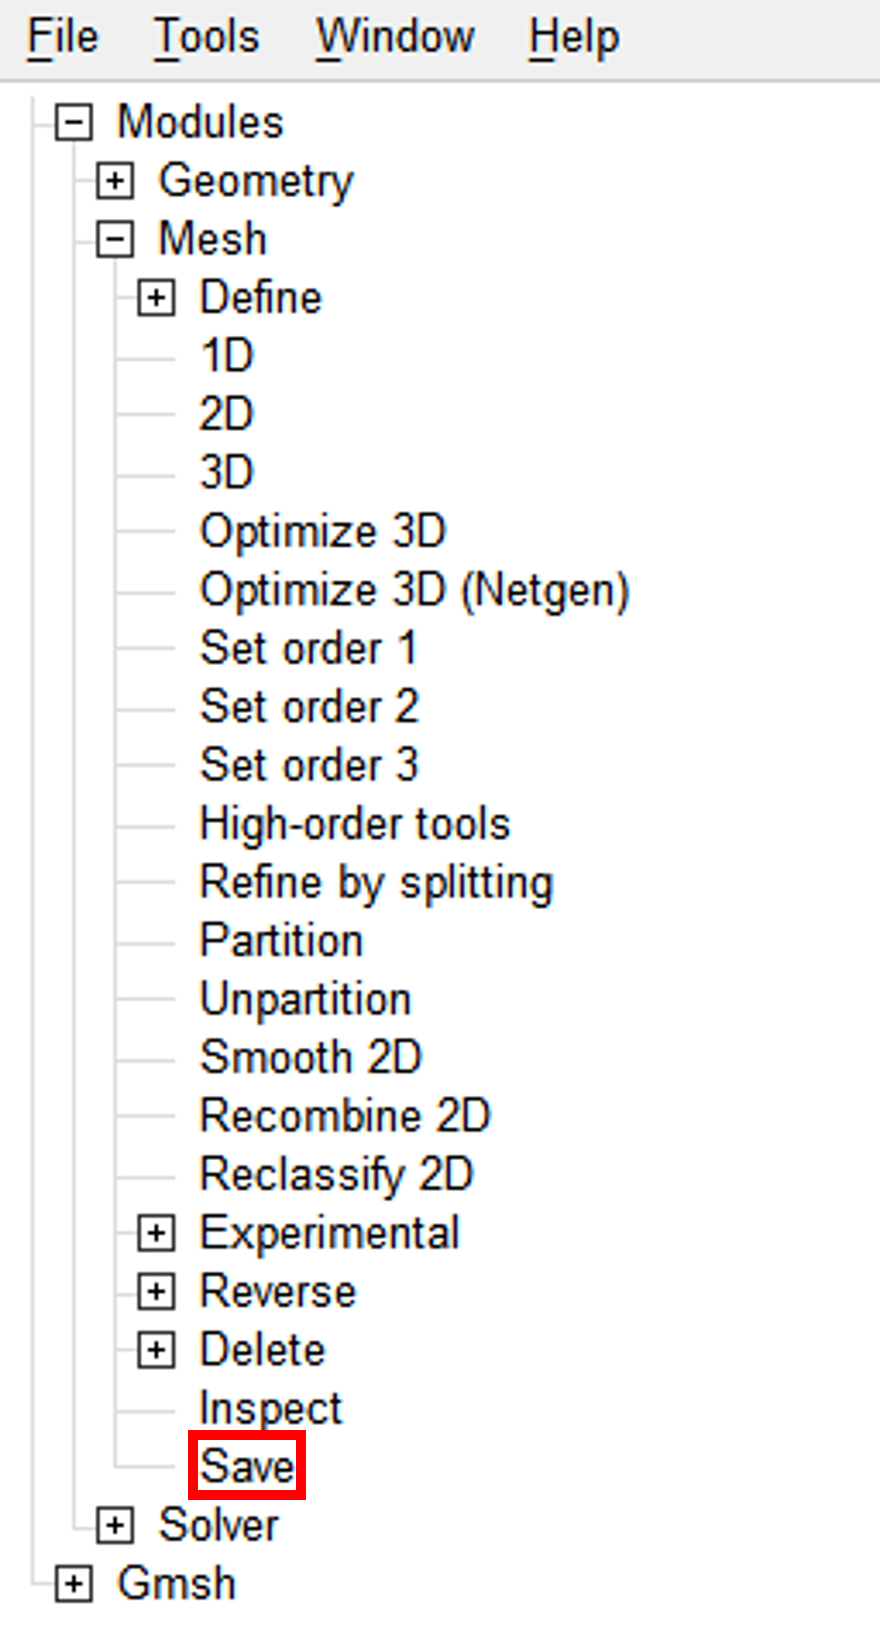 File Tools Window Help
Modules
Geometry
Mesh
Define
1D
2D
3D
Optimize 3D
Optimize 3D (Netgen)
Set order 1
Set order 2
Set order 3
High-order tools
Refine by splitting
Partition
Unpartition
Smooth 2D
Recombine 2D
Reclassify 2D
Experimental
Reverse
Delete
Inspect
Save
Solver
Gmsh